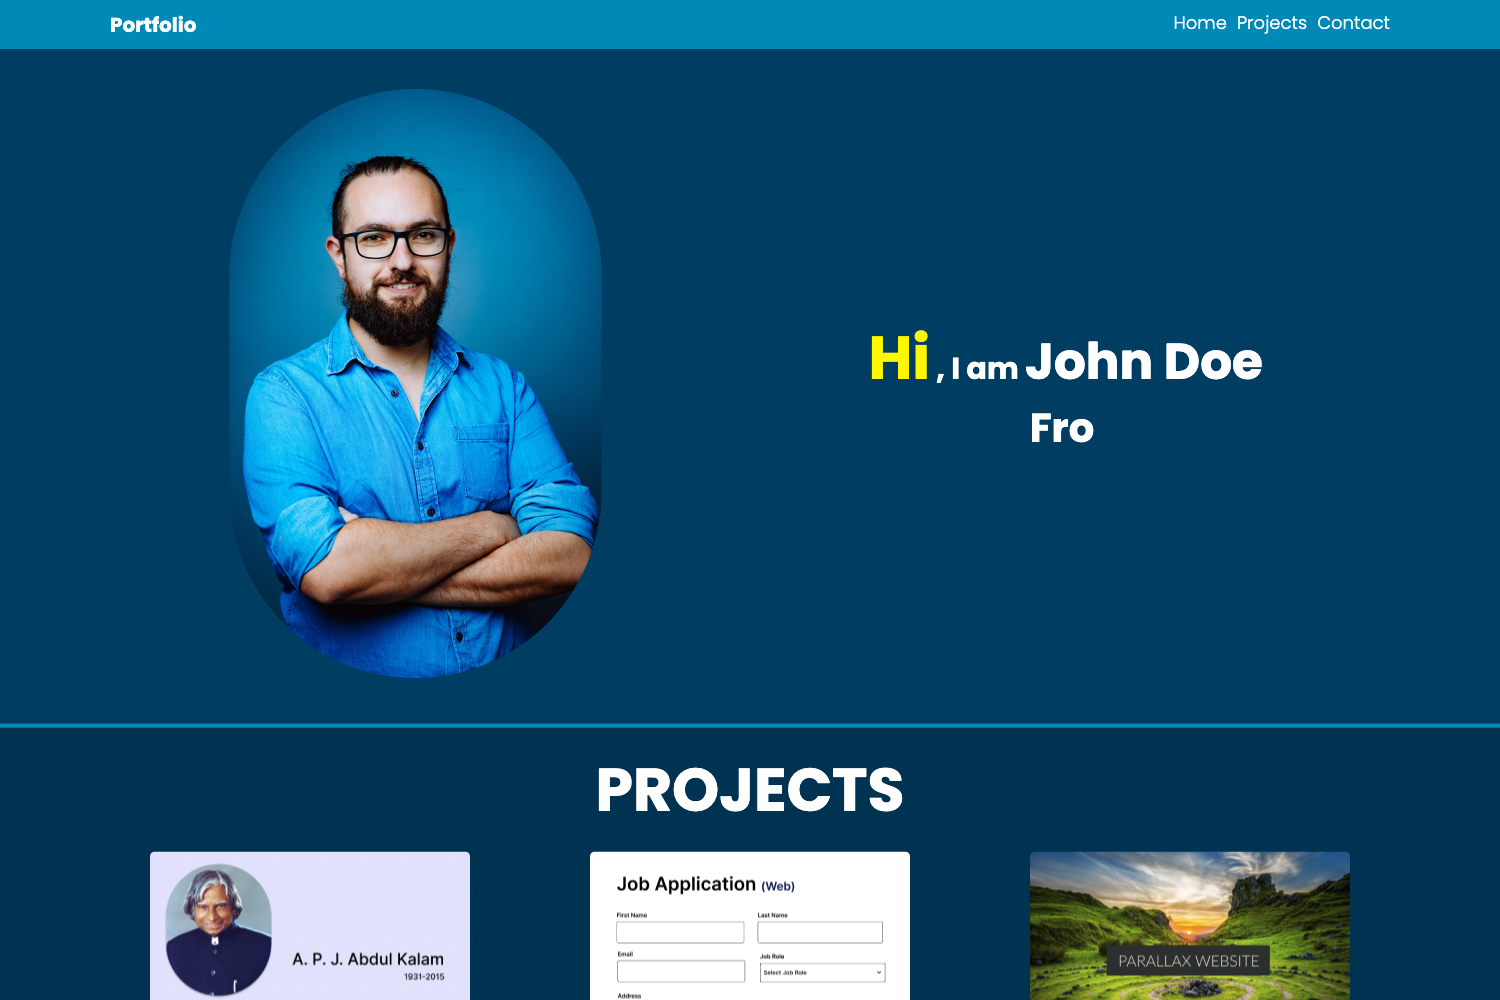 Portfolio
Home Projects Contact
Hi , I am John Doe
Fro
PROJECTS
A. P. J. Abdul Kalam
1931-2015
Job Application (Web)
First Name
Last Name
Email
Job Role
Select Job Role
Address
PARALLAX WEBSITE